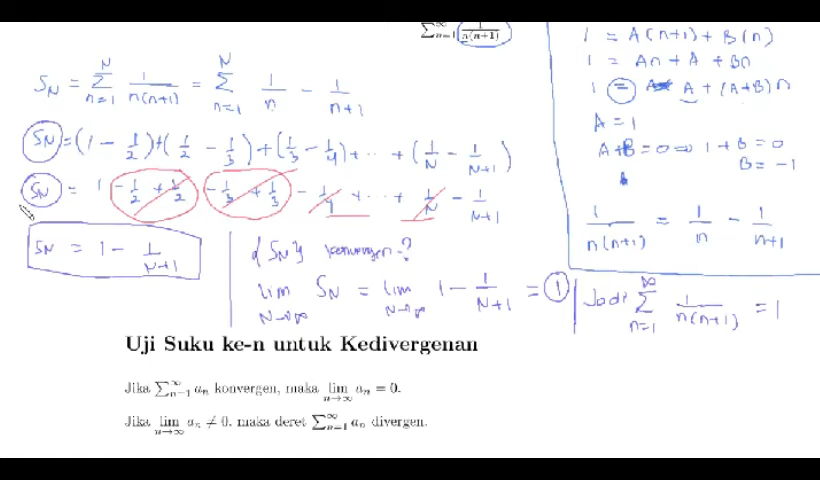 ∑_{n=1}^{∞} 1/(n(n+1))
S_N = ∑_{n=1}^{N} 1/(n(n+1)) = ∑_{n=1}^{N} 1/n - 1/(n+1)
S_N = (1 - 1/2) + (1/2 - 1/3) + (1/3 - 1/4) + ... + (1/N - 1/(N+1))
S_N = 1 - 1/2 + 1/2 - 1/3 + 1/3 - 1/4 + ... + 1/N - 1/(N+1)
S_N = 1 - 1/(N+1)
{S_N} konvergen?
lim_{N→∞} S_N = lim_{N→∞} 1 - 1/(N+1) = 1
1 = A(n+1) + B(n)
1 = An + A + Bn
1 = A + (A+B)n
A = 1
A+B = 0 ⇒ 1 + B = 0
B = -1
1/(n(n+1)) = 1/n - 1/(n+1)
Jadi ∑_{n=1}^{∞} 1/(n(n+1)) = 1
Uji Suku ke-n untuk Kedivergenan
Jika ∑_{n=1}^{∞} a_n konvergen, maka lim_{n→∞} a_n = 0.
Jika lim_{n→∞} a_n ≠ 0, maka deret ∑_{n=1}^{∞} a_n divergen.